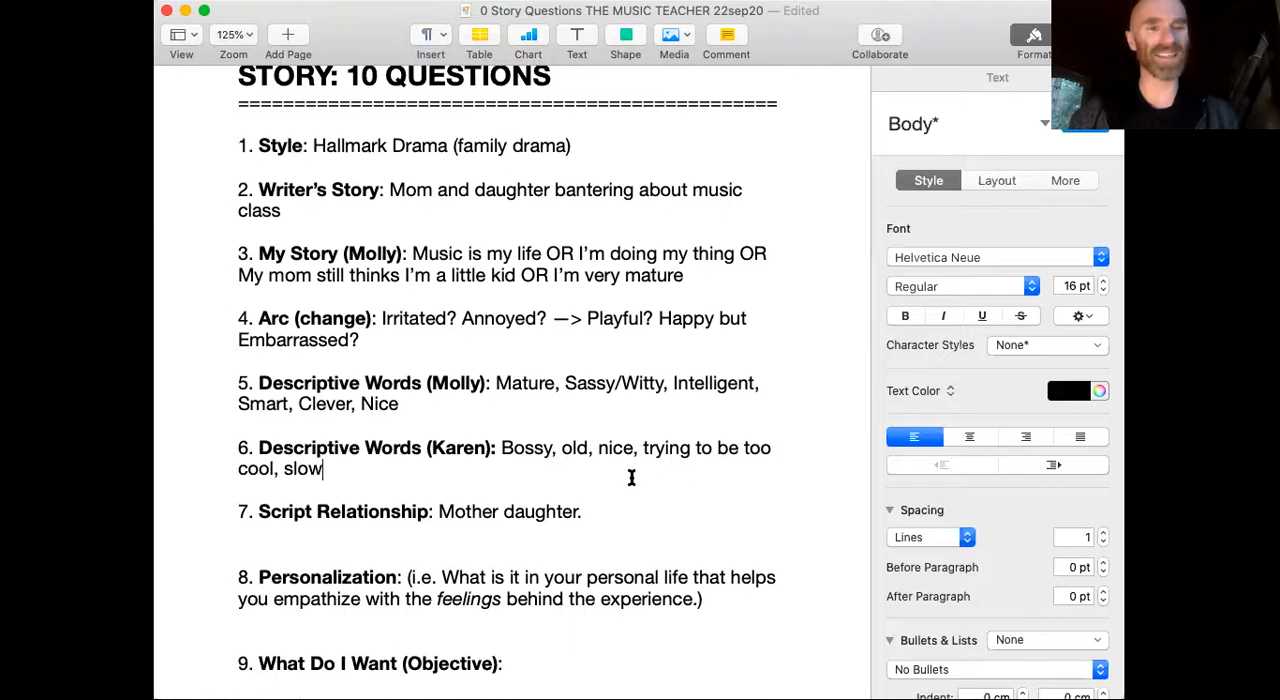 0 Story Questions THE MUSIC TEACHER 22sep20 — Edited
125%
View Zoom Add Page Insert Table Chart Text Shape Media Comment Collaborate Format
STORY: 10 QUESTIONS
================================================
1. Style: Hallmark Drama (family drama)
2. Writer’s Story: Mom and daughter bantering about music
class
3. My Story (Molly): Music is my life OR I’m doing my thing OR
My mom still thinks I’m a little kid OR I’m very mature
4. Arc (change): Irritated? Annoyed? —> Playful? Happy but
Embarrassed?
5. Descriptive Words (Molly): Mature, Sassy/Witty, Intelligent,
Smart, Clever, Nice
6. Descriptive Words (Karen): Bossy, old, nice, trying to be too
cool, slow
7. Script Relationship: Mother daughter.
8. Personalization: (i.e. What is it in your personal life that helps
you empathize with the feelings behind the experience.)
9. What Do I Want (Objective):
Text
Body*
Style Layout More
Font
Helvetica Neue
Regular 16 pt
B I U S
Character Styles None*
Text Color
Spacing
Lines 1
Before Paragraph 0 pt
After Paragraph 0 pt
Bullets & Lists None
No Bullets
Indent: 0 cm 0 cm